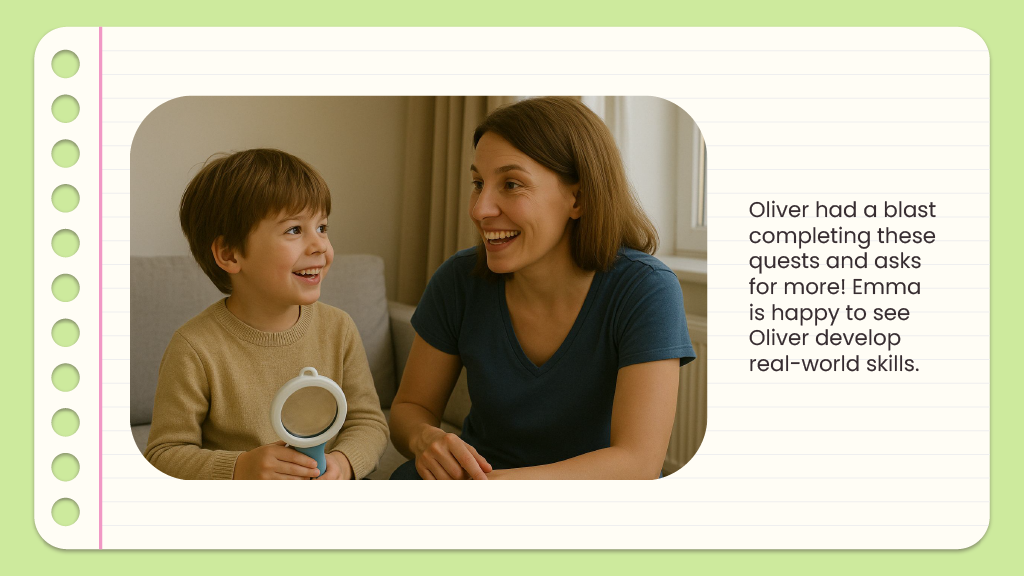 Oliver had a blast
completing these
quests and asks
for more! Emma
is happy to see
Oliver develop
real-world skills.